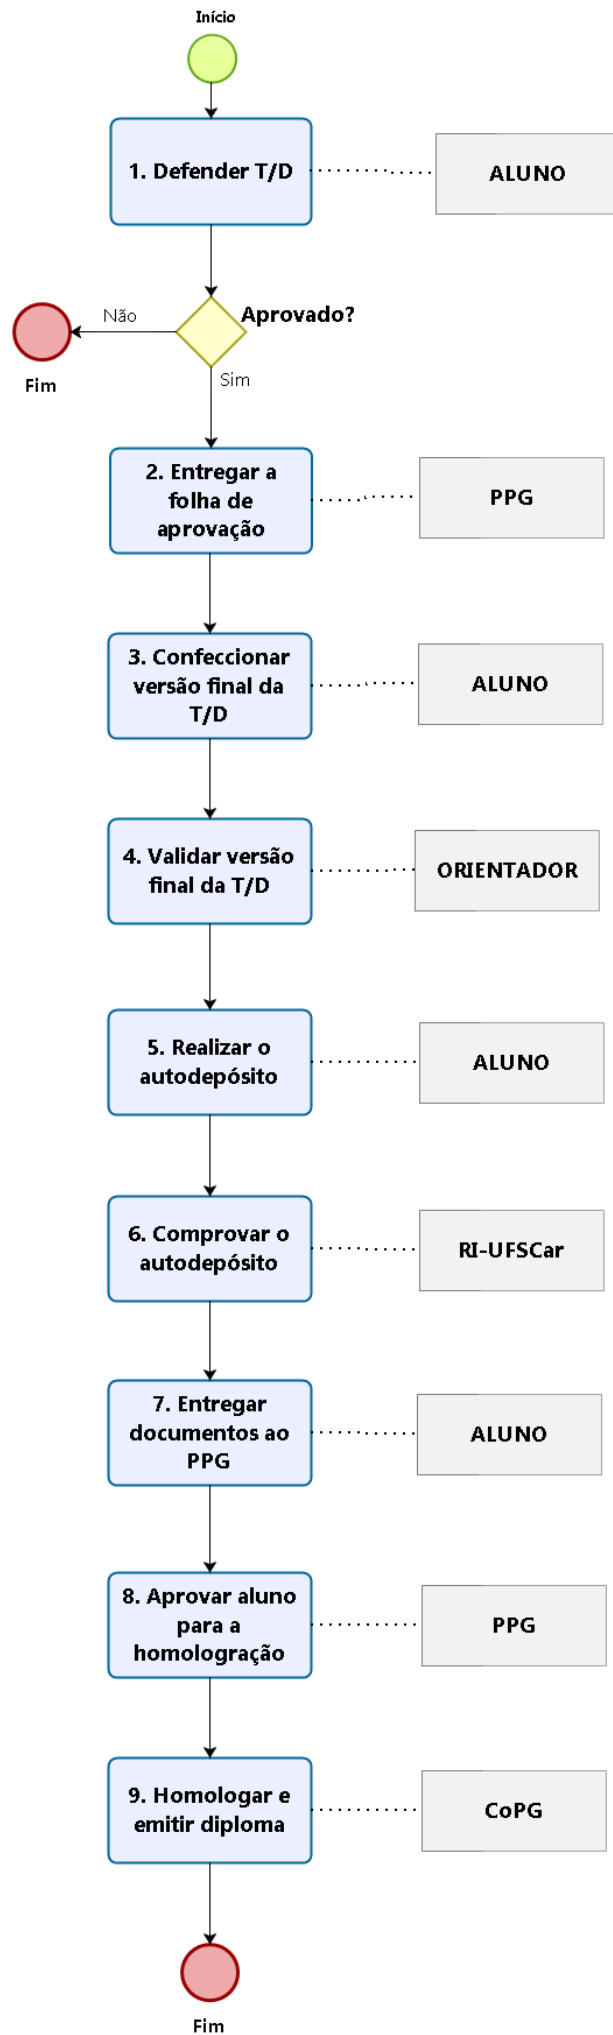 Início
1. Defender T/D
ALUNO
Aprovado?
Não
Fim
Sim
2. Entregar a
folha de
aprovação
PPG
3. Confeccionar
versão final da
T/D
ALUNO
4. Validar versão
final da T/D
ORIENTADOR
5. Realizar o
autodepósito
ALUNO
6. Comprovar o
autodepósito
RI-UFSCar
7. Entregar
documentos ao
PPG
ALUNO
8. Aprovar aluno
para a
homologração
PPG
9. Homologar e
emitir diploma
CoPG
Fim